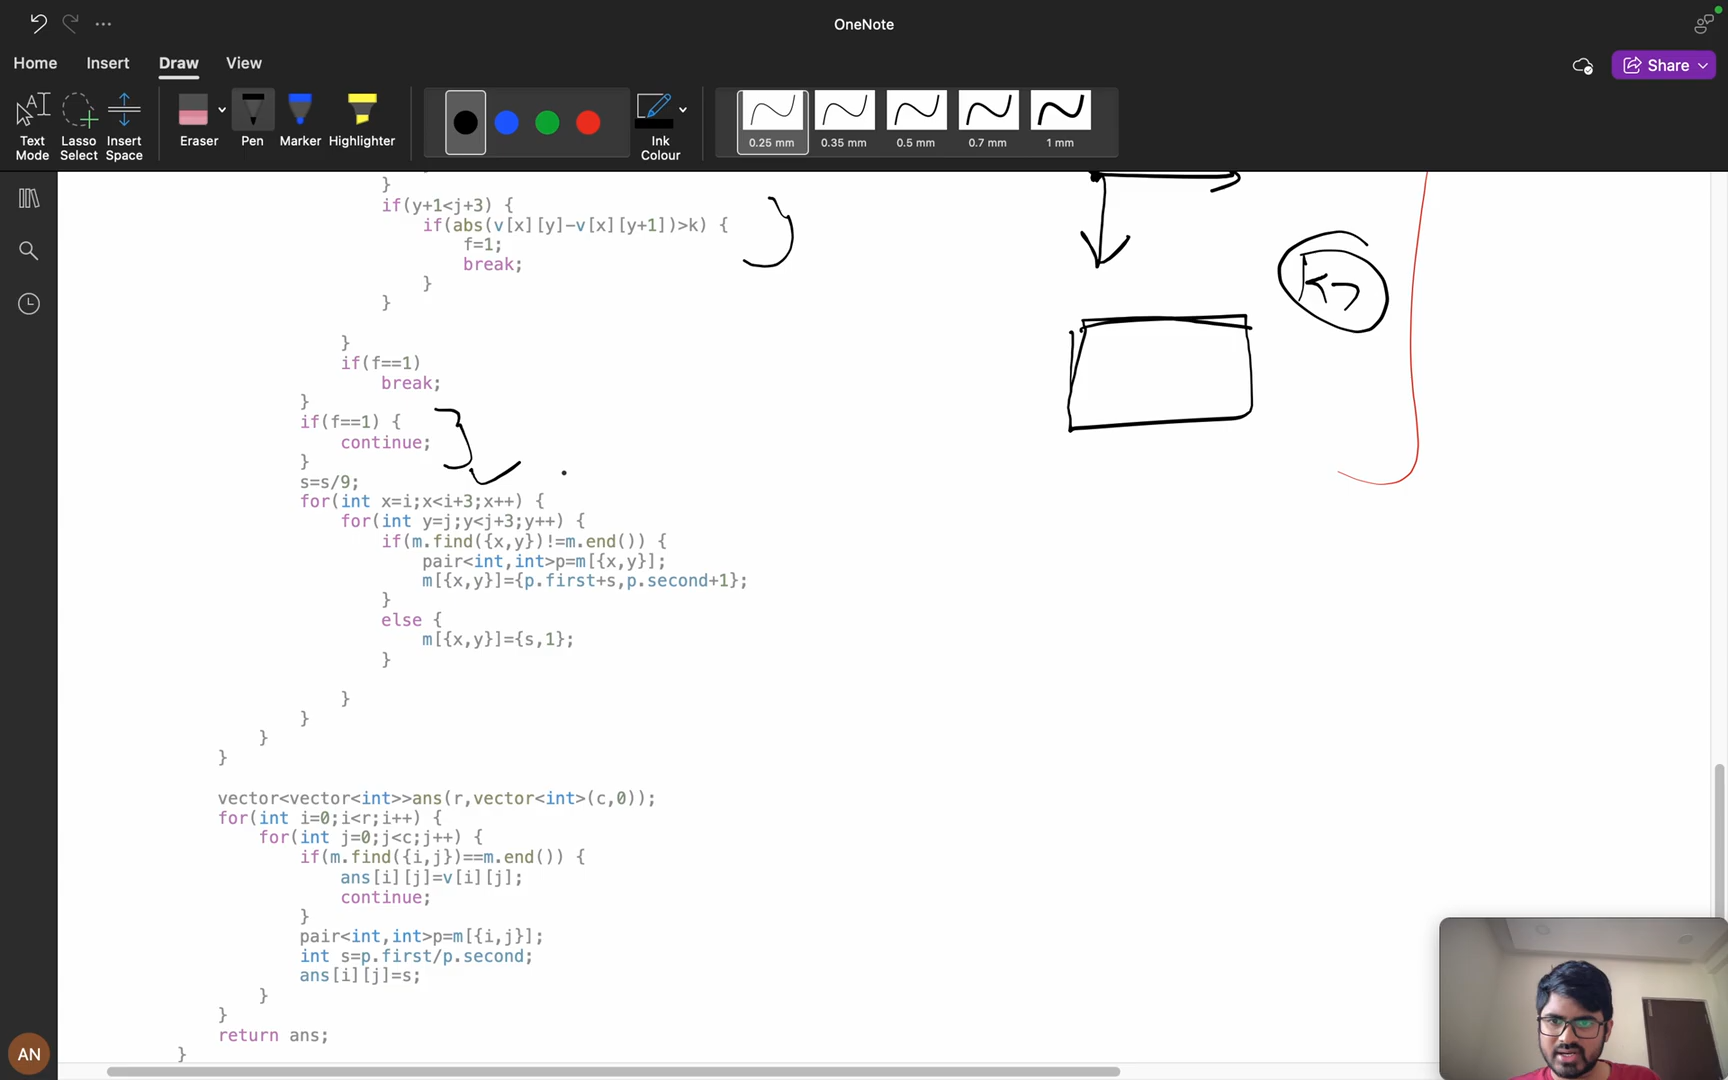 OneNote
Home Insert Draw View
Share
Text Mode
Lasso Select
Insert Space
Eraser
Pen
Marker
Highlighter
Ink Colour
0.25 mm
0.35 mm
0.5 mm
0.7 mm
1 mm
}
if(y+1<j+3) {
if(abs(v[x][y]-v[x][y+1])>k) {
f=1;
break;
}
}
}
if(f==1)
break;
}
if(f==1) {
continue;
}
s=s/9;
for(int x=i;x<i+3;x++) {
for(int y=j;y<j+3;y++) {
if(m.find({x,y})!=m.end()) {
pair<int,int>p=m[{x,y}];
m[{x,y}]={p.first+s,p.second+1};
}
else {
m[{x,y}]={s,1};
}
}
}
}
}
vector<vector<int>>ans(r,vector<int>(c,0));
for(int i=0;i<r;i++) {
for(int j=0;j<c;j++) {
if(m.find({i,j})==m.end()) {
ans[i][j]=v[i][j];
continue;
}
pair<int,int>p=m[{i,j}];
int s=p.first/p.second;
ans[i][j]=s;
}
}
return ans;
}
AN